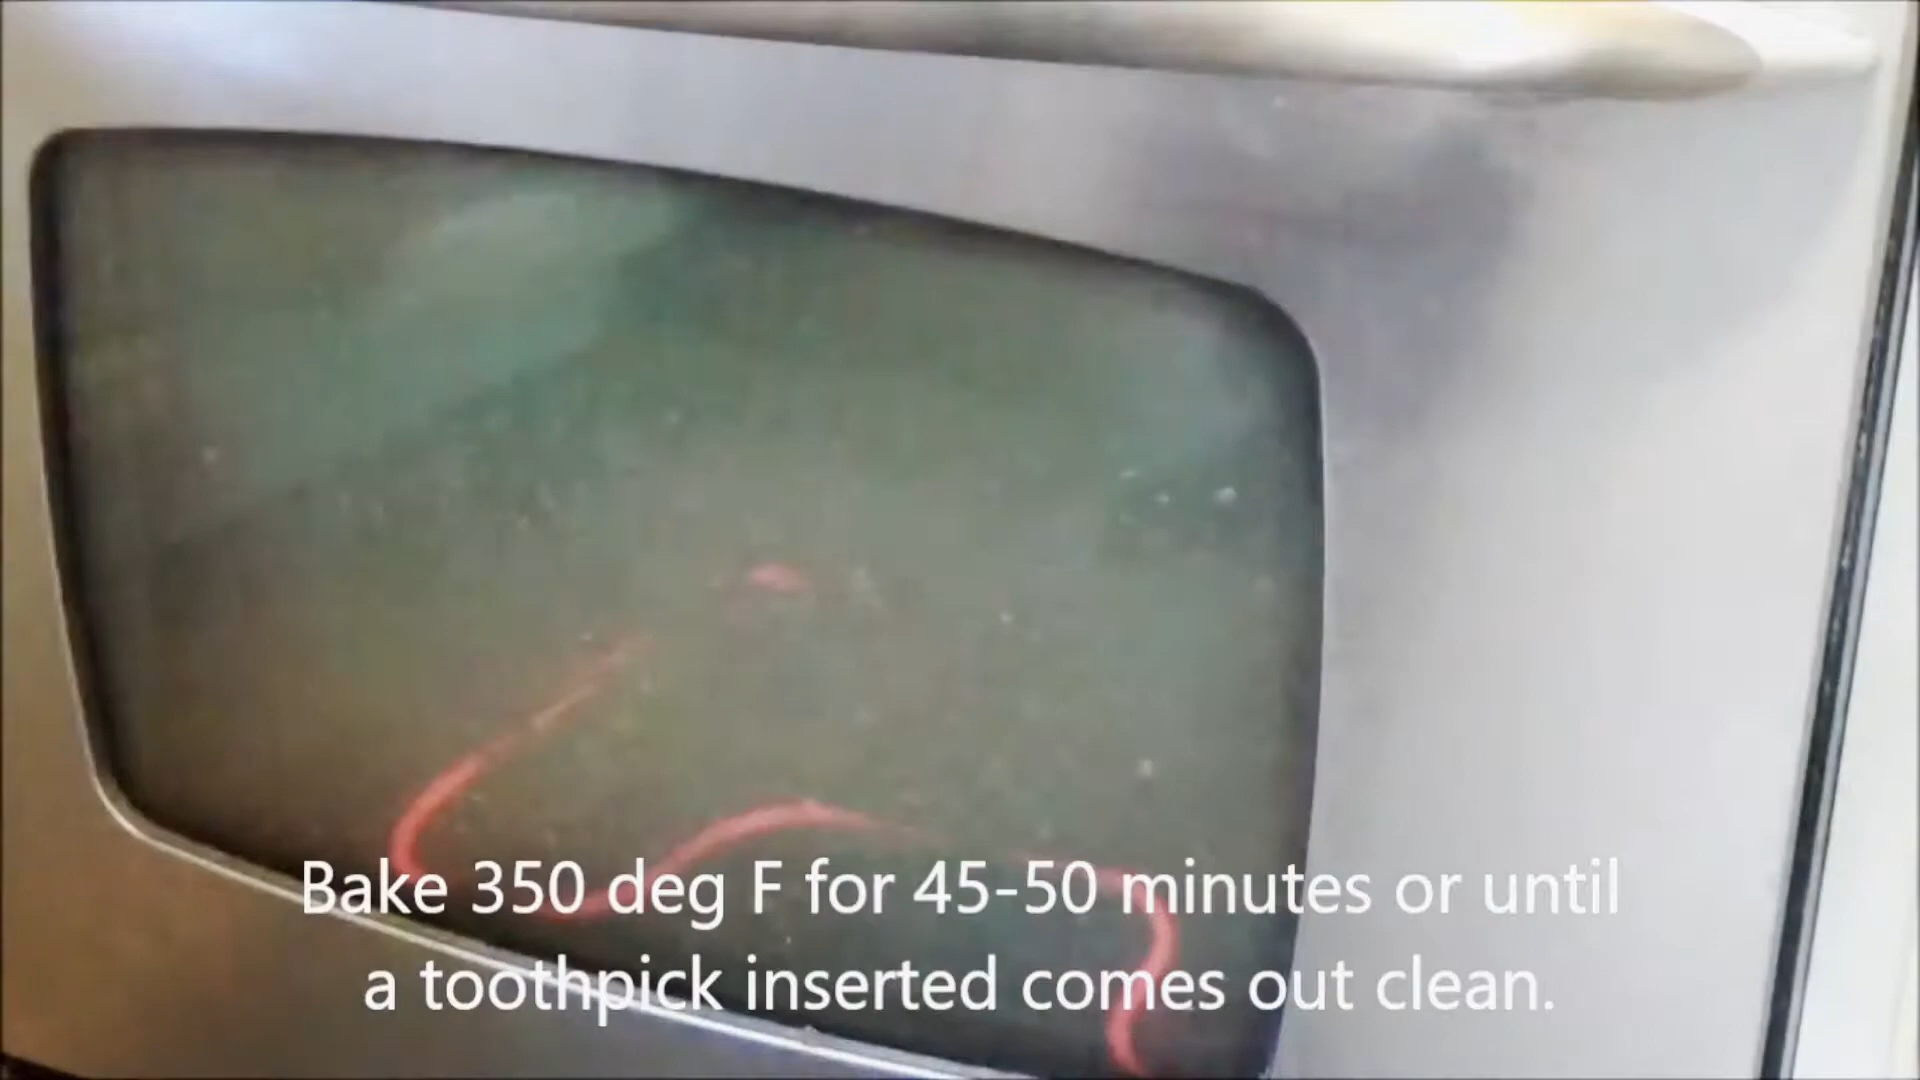 Bake 350 deg F for 45-50 minutes or until
a toothpick inserted comes out clean.